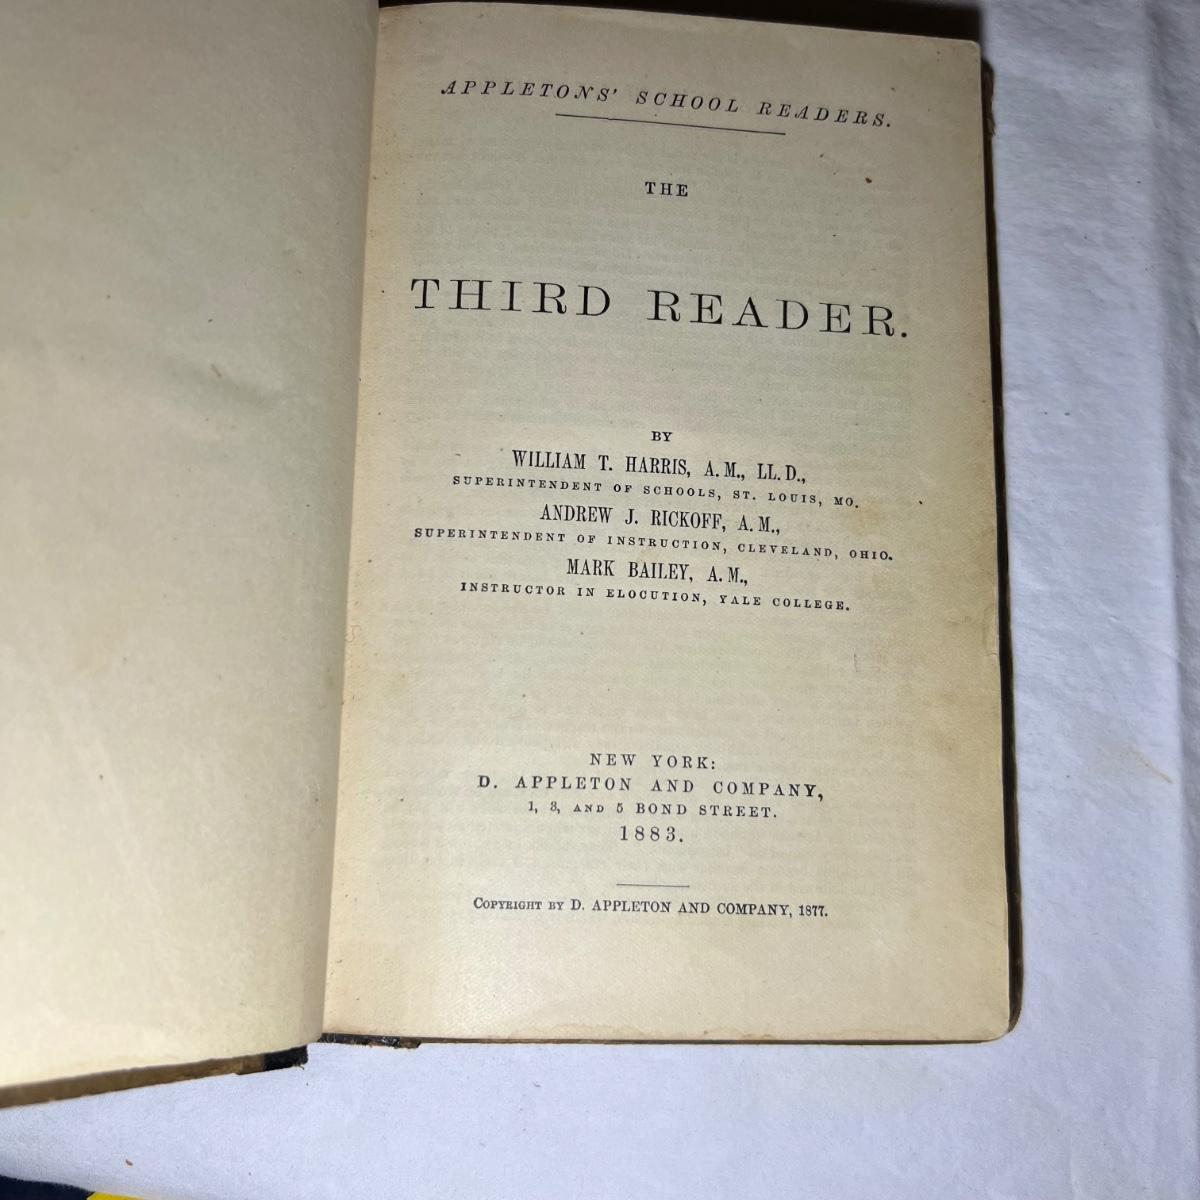 APPLETONS' SCHOOL READERS.
THE
THIRD READER.
BY
WILLIAM T. HARRIS, A. M., LL. D.,
SUPERINTENDENT OF SCHOOLS, ST. LOUIS, MO.
ANDREW J. RICKOFF, A. M.,
SUPERINTENDENT OF INSTRUCTION, CLEVELAND, OHIO.
MARK BAILEY, A. M.,
INSTRUCTOR IN ELOCUTION, YALE COLLEGE.
NEW YORK:
D. APPLETON AND COMPANY,
1, 3, AND 5 BOND STREET.
1883.
COPYRIGHT BY D. APPLETON AND COMPANY, 1877.